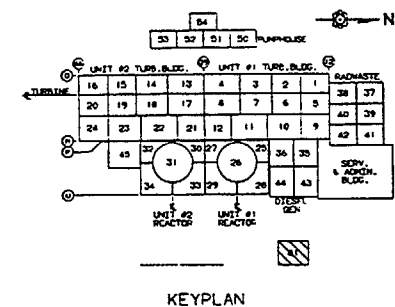 54
N
53 52 51 50 PUMPHOUSE
UNIT #2 TURB.BLDG. UNIT #1 TURB.BLDG.
RADWASTE
16 15 14 13 4 3 2 1 38 37
TURBINE
20 19 18 17 8 7 6 5 40 39
24 23 22 21 12 11 10 9 42 41
45 32 30 27 25 36 35
31 26
SERV. & ADMIN. BLDG.
34 33 29 28 44 43
UNIT #2 REACTOR
UNIT #1 REACTOR
DIESEL GEN
KEYPLAN